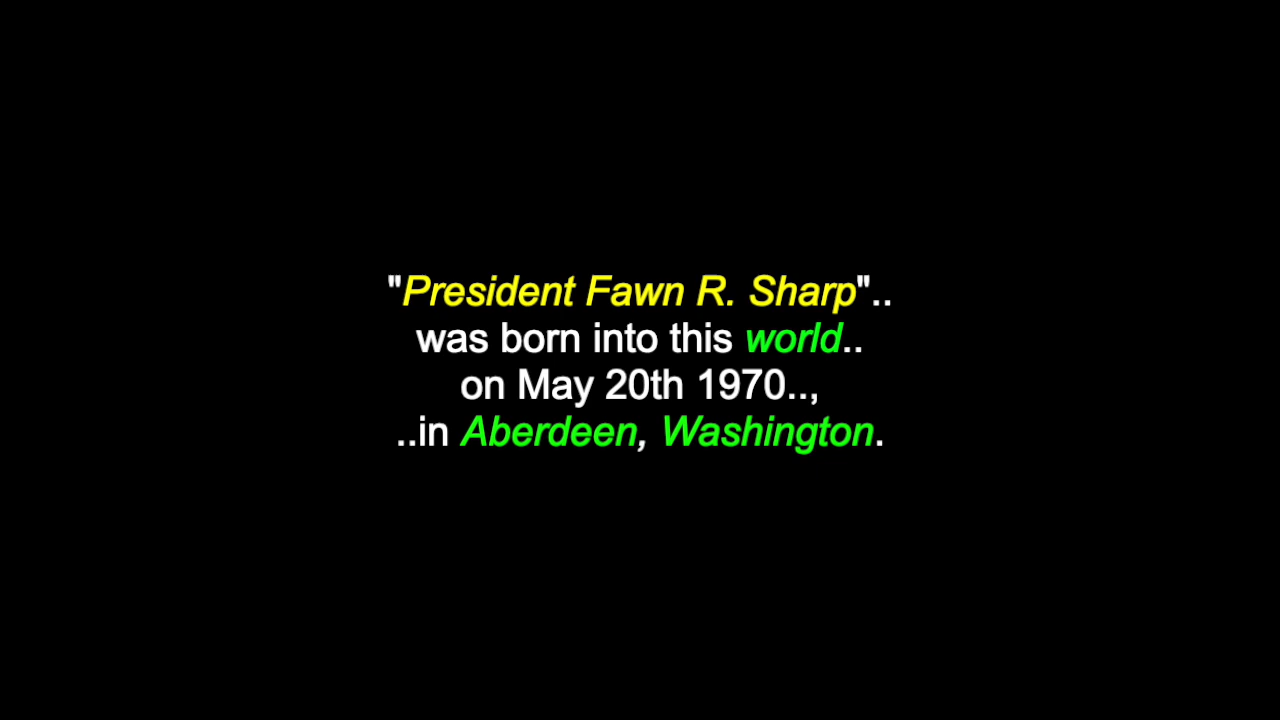 "President Fawn R. Sharp"..
was born into this world..
on May 20th 1970..,
..in Aberdeen, Washington.